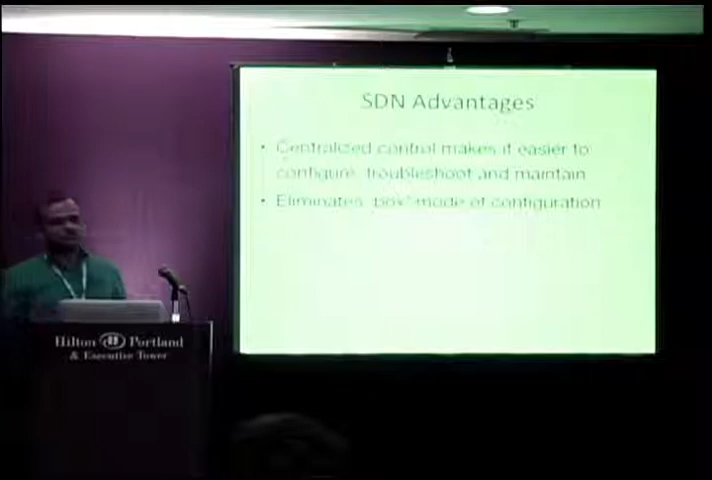 SDN Advantages
• Centralized control makes it easier to
configure, troubleshoot and maintain
• Eliminates "box" mode of configuration
Hilton H Portland
& Executive Tower